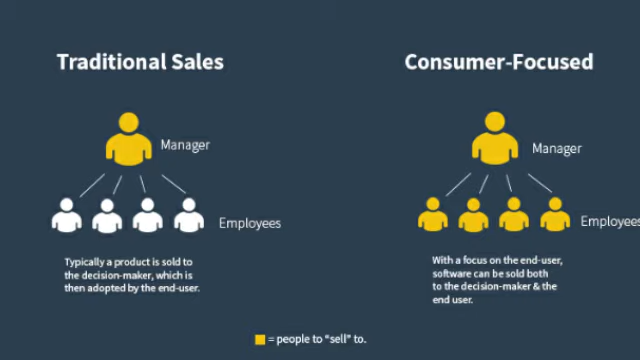 Traditional Sales
Manager
Employees
Typically a product is sold to
the decision-maker, which is
then adopted by the end-user.
Consumer-Focused
Manager
Employees
With a focus on the end-user,
software can be sold both
to the decision-maker & the
end user.
= people to “sell” to.